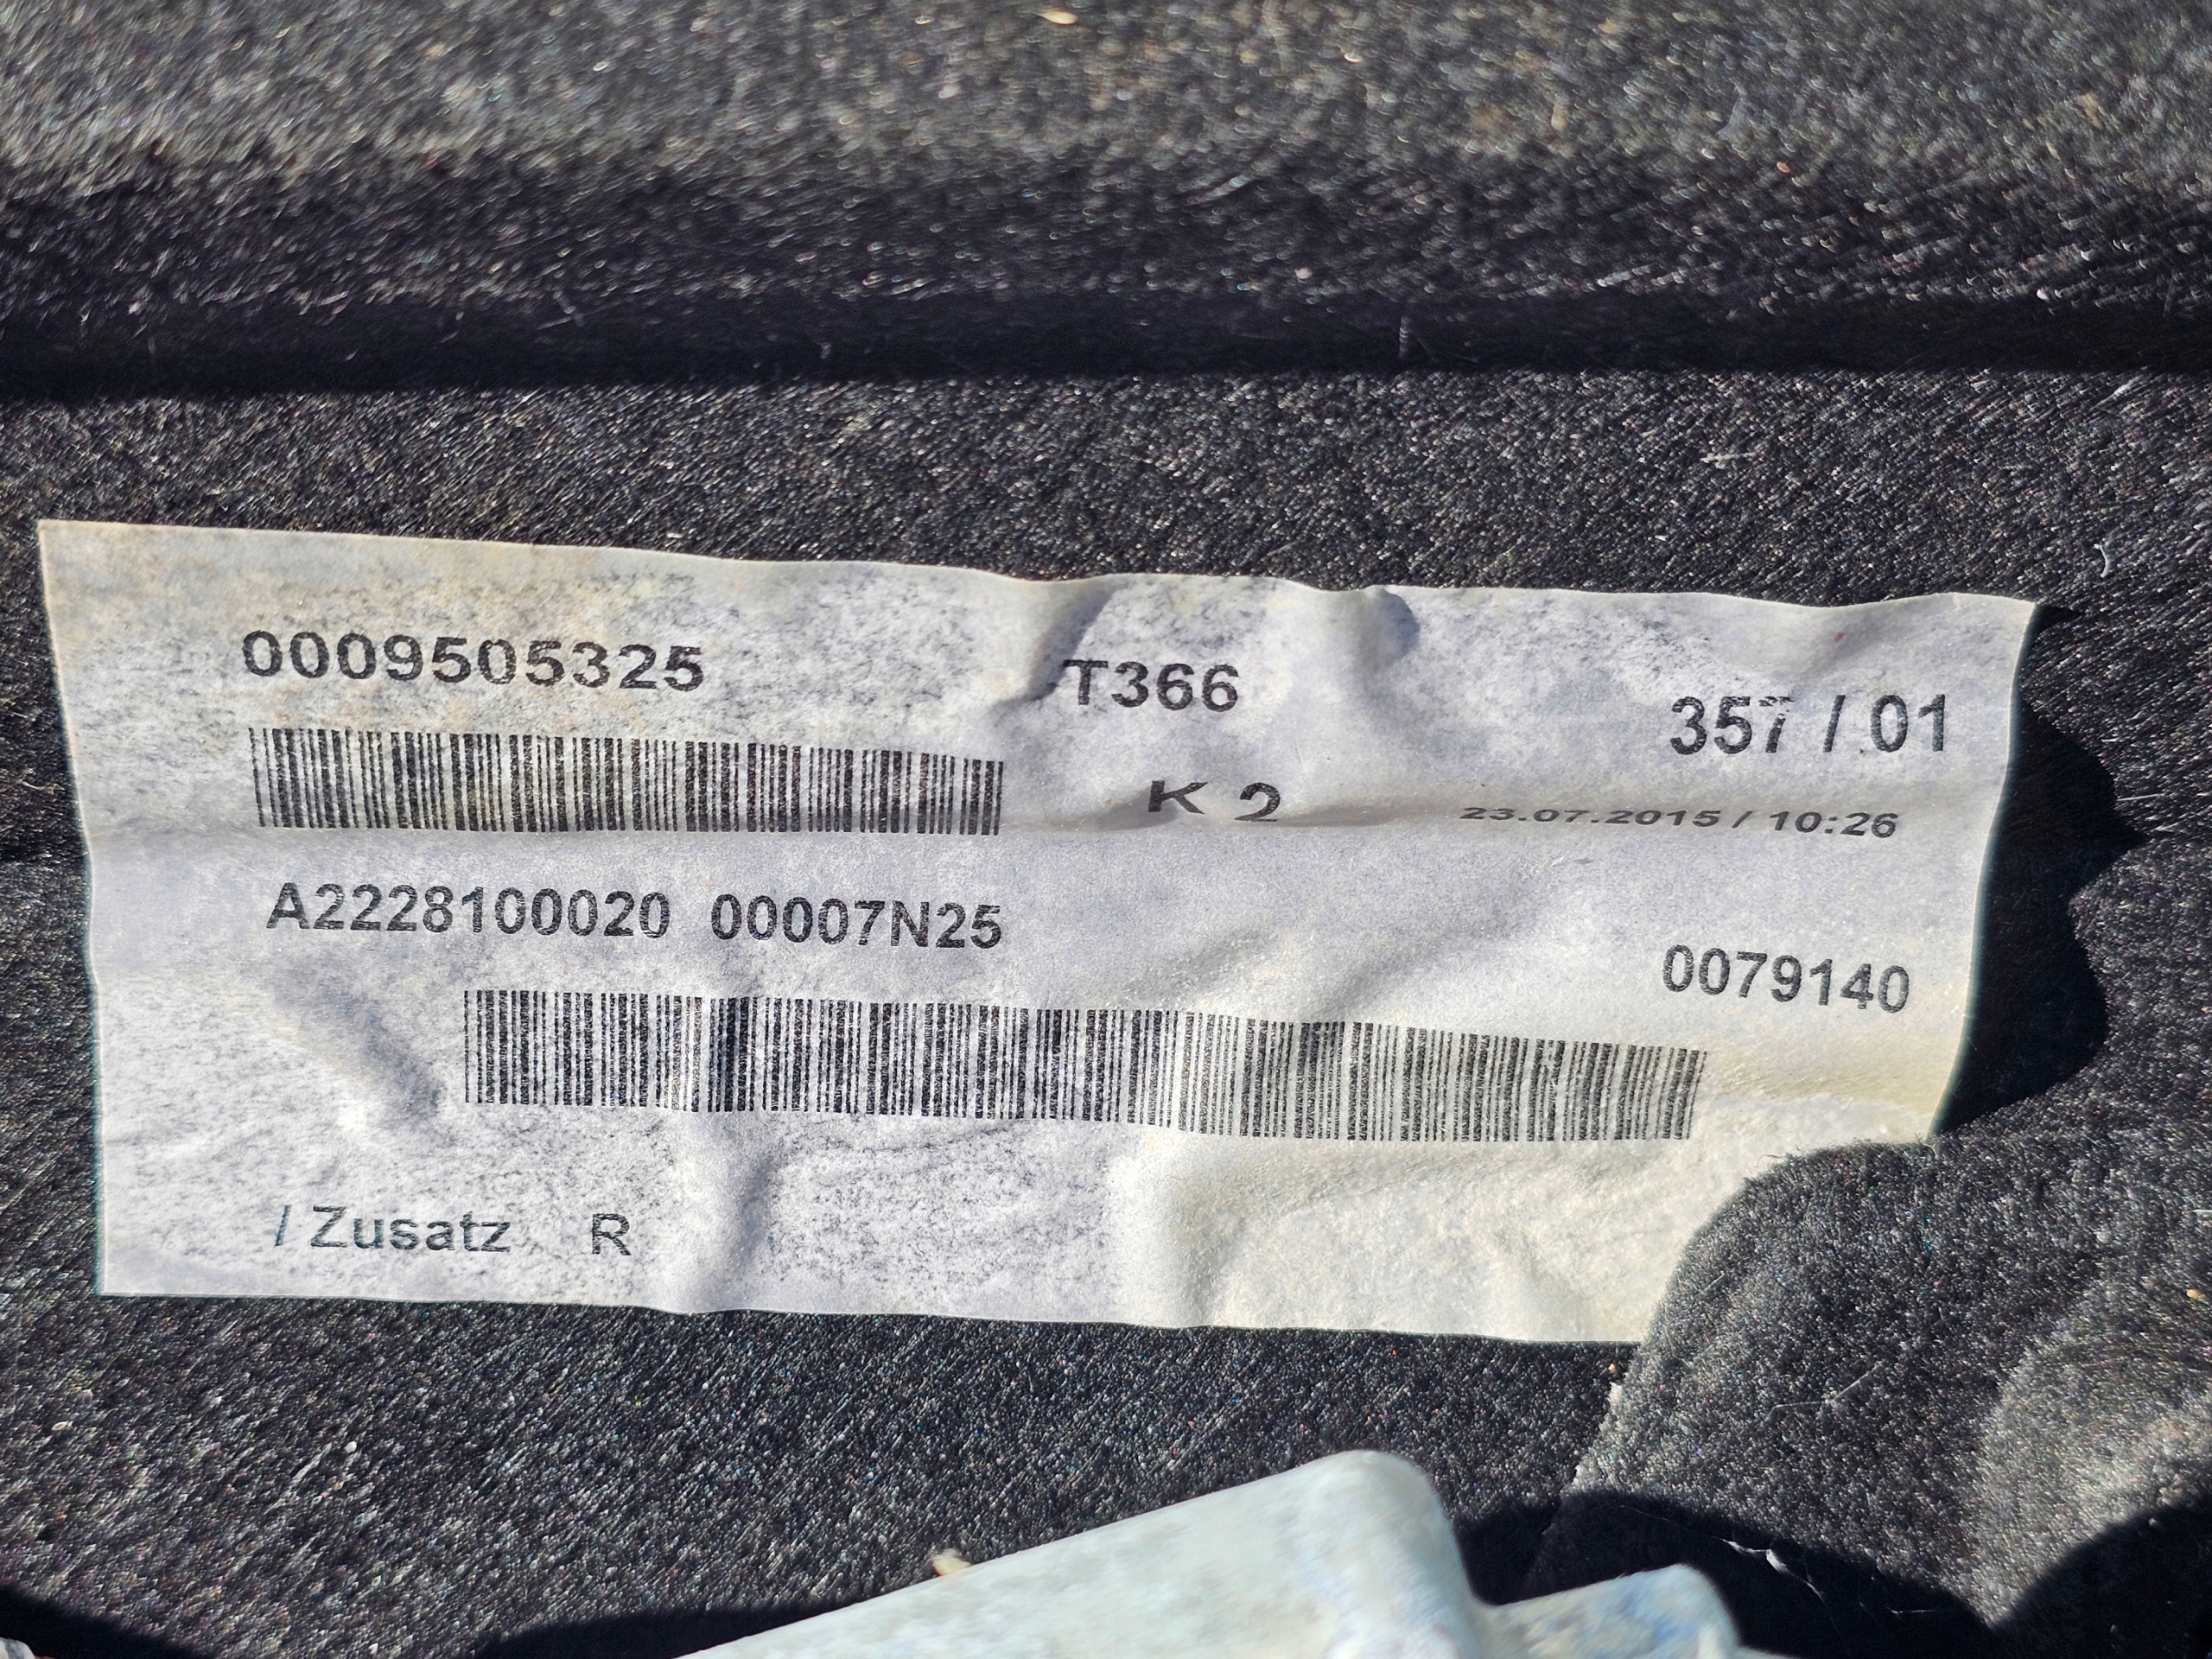 0009505325 T366 357 / 01
K 2 23.07.2015 / 10:26
A2228100020 00007N25
0079140
/ Zusatz R